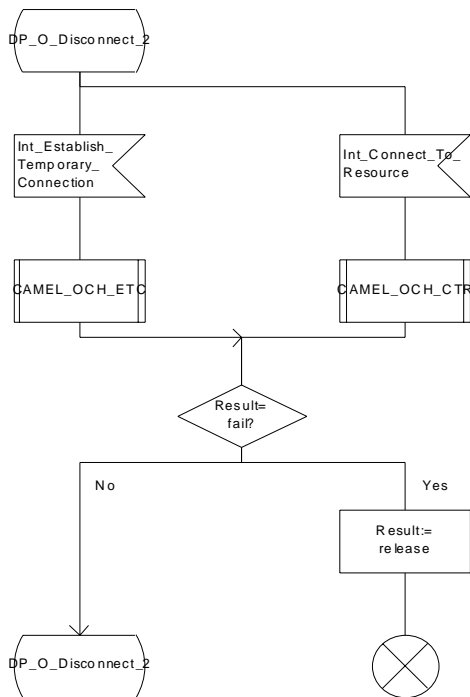 DP_O_Disconnect_2
Int_Establish_
Temporary_
Connection
Int_Connect_To_
Resource
CAMEL_OCH_ETC
CAMEL_OCH_CTR
Result=
fail?
No
Yes
Result:=
release
DP_O_Disconnect_2